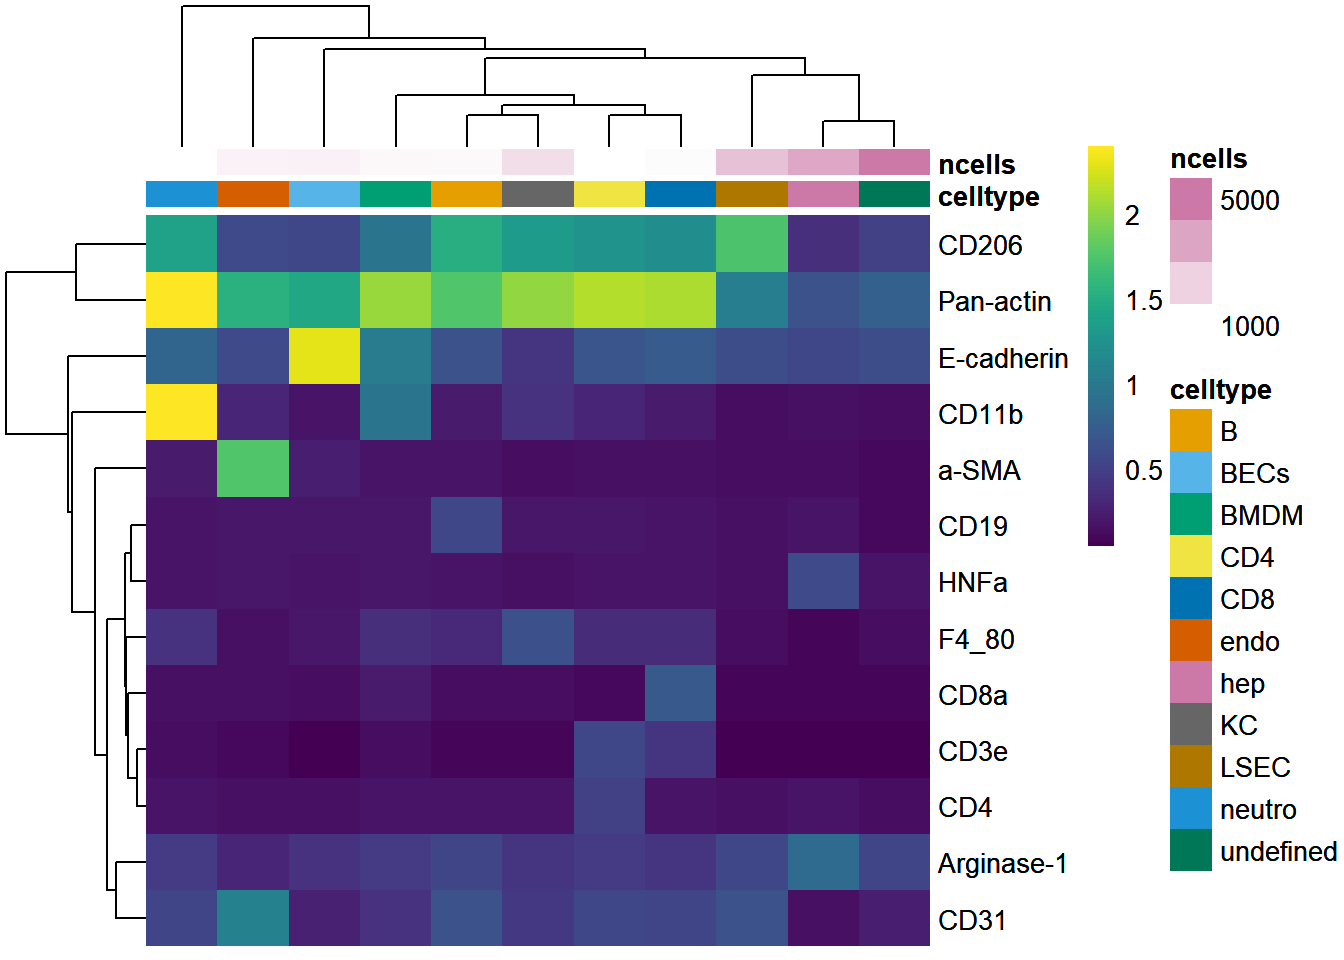 ncells
celltype
CD206
Pan-actin
E-cadherin
CD11b
a-SMA
CD19
HNFa
F4_80
CD8a
CD3e
CD4
Arginase-1
CD31
2
1.5
1
0.5
ncells
5000
1000
celltype
B
BECs
BMDM
CD4
CD8
endo
hep
KC
LSEC
neutro
undefined